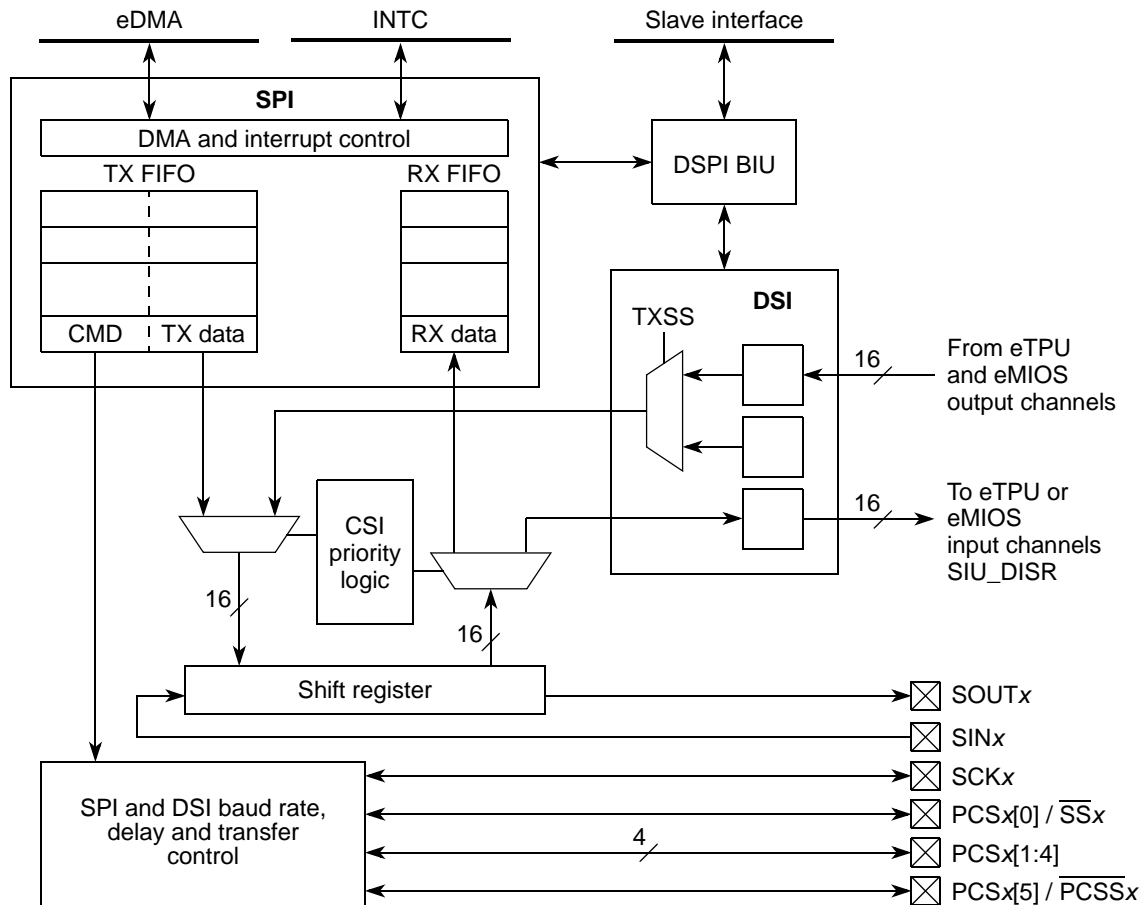 eDMA
INTC
Slave interface
SPI
DMA and interrupt control
TX FIFO
RX FIFO
DSPI BIU
CMD
TX data
RX data
DSI
TXSS
16
From eTPU
and eMIOS
output channels
16
To eTPU or
eMIOS
input channels
SIU_DISR
CSI
priority
logic
16
16
Shift register
SOUTx
SINx
SCKx
PCSx[0] / S̅S̅x
PCSx[1:4]
PCSx[5] / P̅C̅S̅S̅x
4
SPI and DSI baud rate,
delay and transfer
control